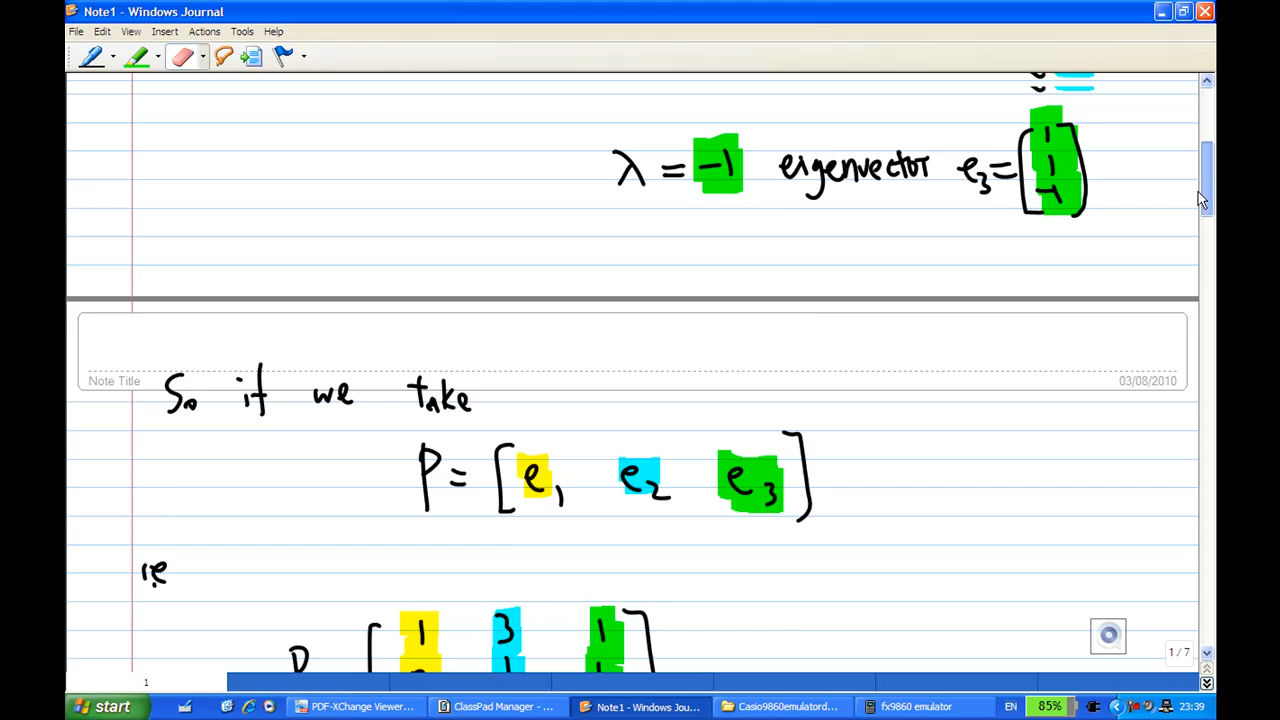 Note1 - Windows Journal
File Edit View Insert Actions Tools Help
λ = -1 eigenvector e3 = [1
1
-1]
Note Title 03/08/2010
So if we take
P = [e1 e2 e3]
ie
P [1 3 1]
1 1
1 / 7
1
start PDF-XChange Viewer... ClassPad Manager - ... Note1 - Windows Jou... Casio9860emulatord... fx9860 emulator EN 85% 23:39